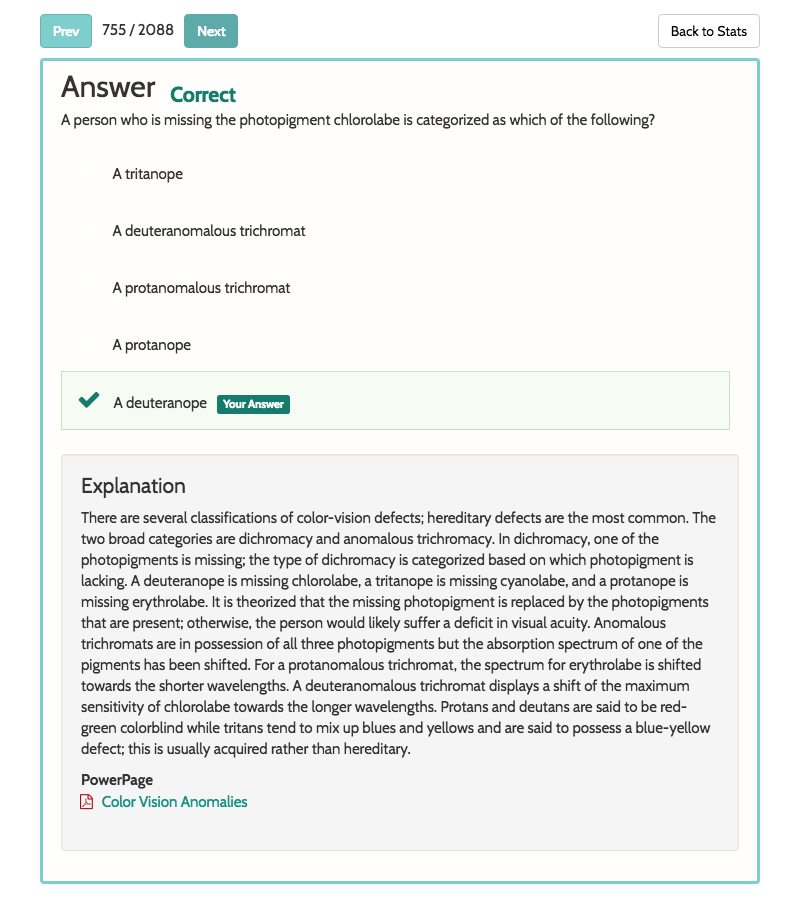 Prev 755 / 2088 Next Back to Stats
Answer Correct
A person who is missing the photopigment chlorolabe is categorized as which of the following?
A tritanope
A deuteranomalous trichromat
A protanomalous trichromat
A protanope
A deuteranope Your Answer
Explanation
There are several classifications of color-vision defects; hereditary defects are the most common. The
two broad categories are dichromacy and anomalous trichromacy. In dichromacy, one of the
photopigments is missing; the type of dichromacy is categorized based on which photopigment is
lacking. A deuteranope is missing chlorolabe, a tritanope is missing cyanolabe, and a protanope is
missing erythrolabe. It is theorized that the missing photopigment is replaced by the photopigments
that are present; otherwise, the person would likely suffer a deficit in visual acuity. Anomalous
trichromats are in possession of all three photopigments but the absorption spectrum of one of the
pigments has been shifted. For a protanomalous trichromat, the spectrum for erythrolabe is shifted
towards the shorter wavelengths. A deuteranomalous trichromat displays a shift of the maximum
sensitivity of chlorolabe towards the longer wavelengths. Protans and deutans are said to be red-
green colorblind while tritans tend to mix up blues and yellows and are said to possess a blue-yellow
defect; this is usually acquired rather than hereditary.
PowerPage
Color Vision Anomalies